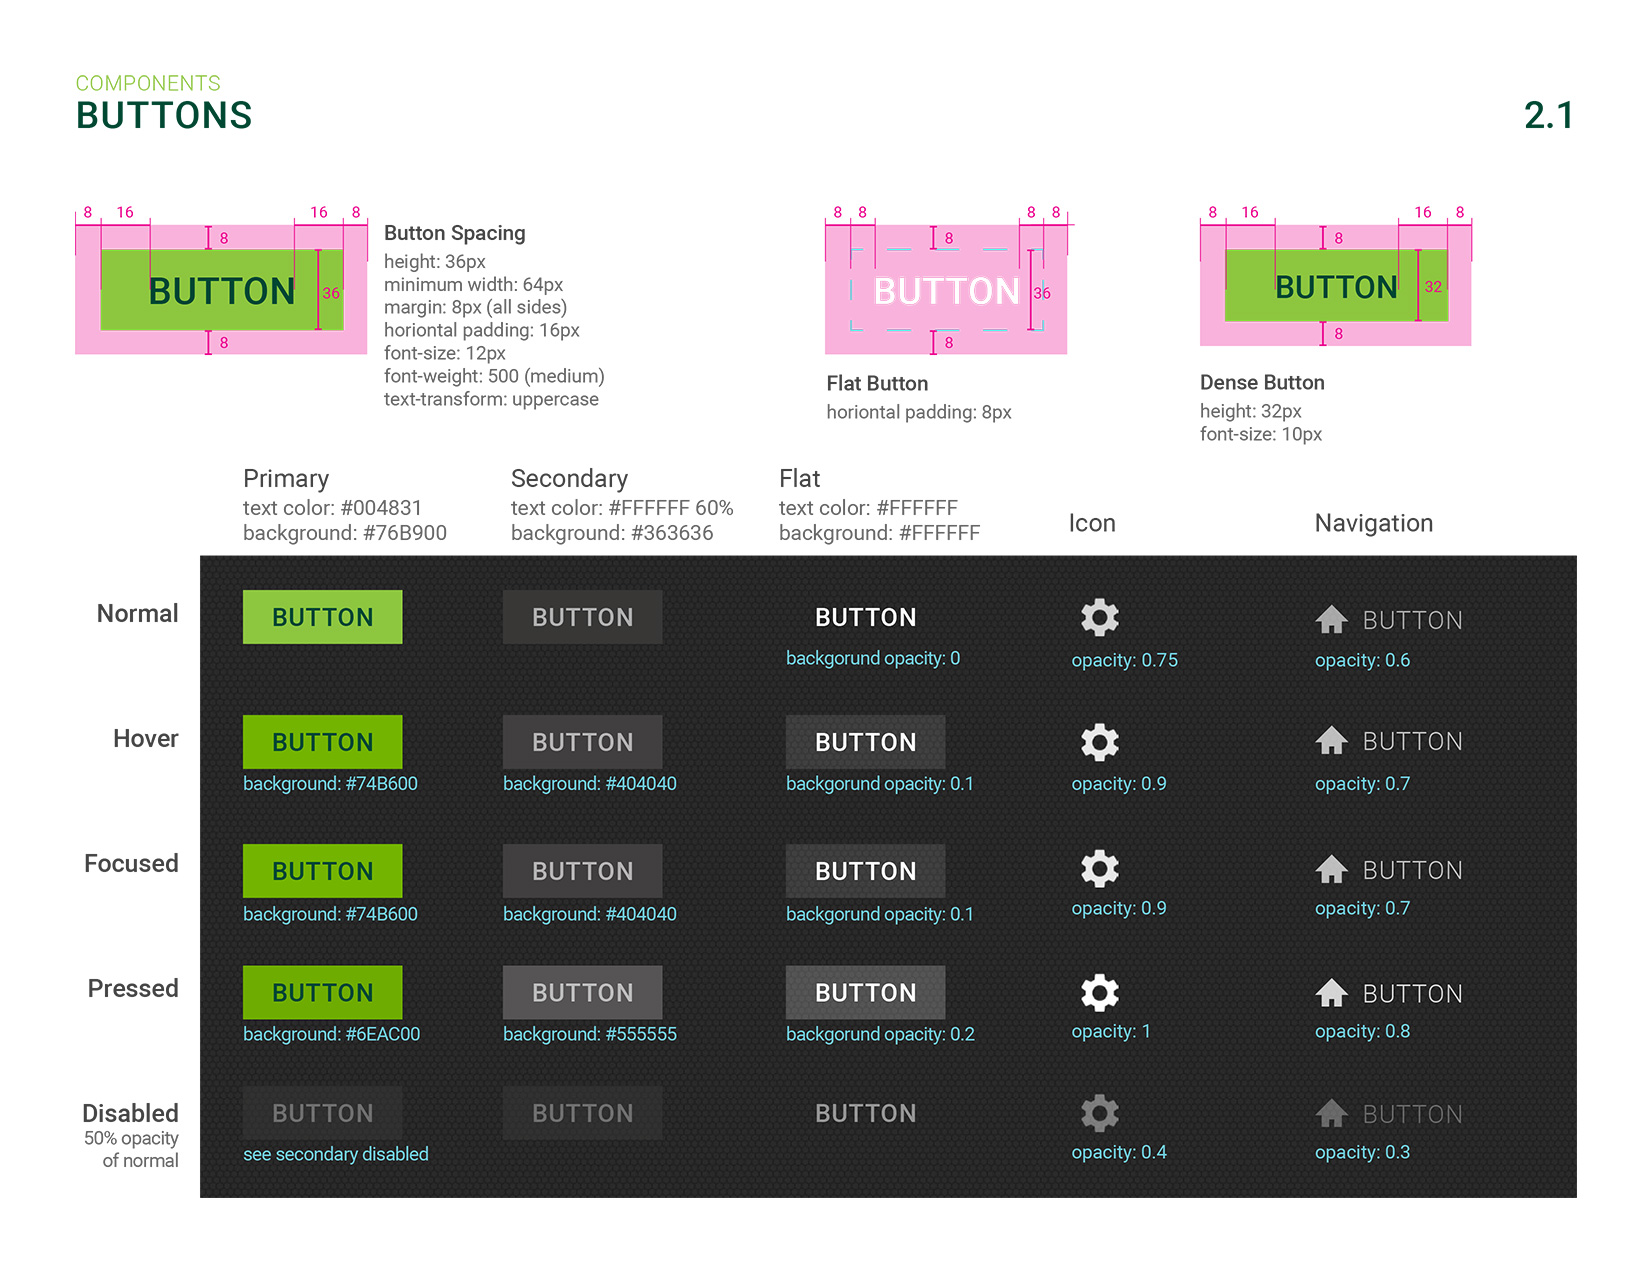 COMPONENTS
BUTTONS
2.1
8 16 16 8
8
BUTTON
36
8
Button Spacing
height: 36px
minimum width: 64px
margin: 8px (all sides)
horiontal padding: 16px
font-size: 12px
font-weight: 500 (medium)
text-transform: uppercase
8 8 8 8
8
BUTTON
36
8
Flat Button
horiontal padding: 8px
8 16 16 8
8
BUTTON
32
8
Dense Button
height: 32px
font-size: 10px
Primary
text color: #004831
background: #76B900
Secondary
text color: #FFFFFF 60%
background: #363636
Flat
text color: #FFFFFF
background: #FFFFFF
Icon
Navigation
Normal
BUTTON BUTTON BUTTON BUTTON
backgorund opacity: 0 opacity: 0.75 opacity: 0.6
Hover
BUTTON BUTTON BUTTON BUTTON
background: #74B600 background: #404040 backgorund opacity: 0.1 opacity: 0.9 opacity: 0.7
Focused
BUTTON BUTTON BUTTON BUTTON
background: #74B600 background: #404040 backgorund opacity: 0.1 opacity: 0.9 opacity: 0.7
Pressed
BUTTON BUTTON BUTTON BUTTON
background: #6EAC00 background: #555555 backgorund opacity: 0.2 opacity: 1 opacity: 0.8
Disabled
50% opacity
of normal
BUTTON BUTTON BUTTON BUTTON
see secondary disabled opacity: 0.4 opacity: 0.3